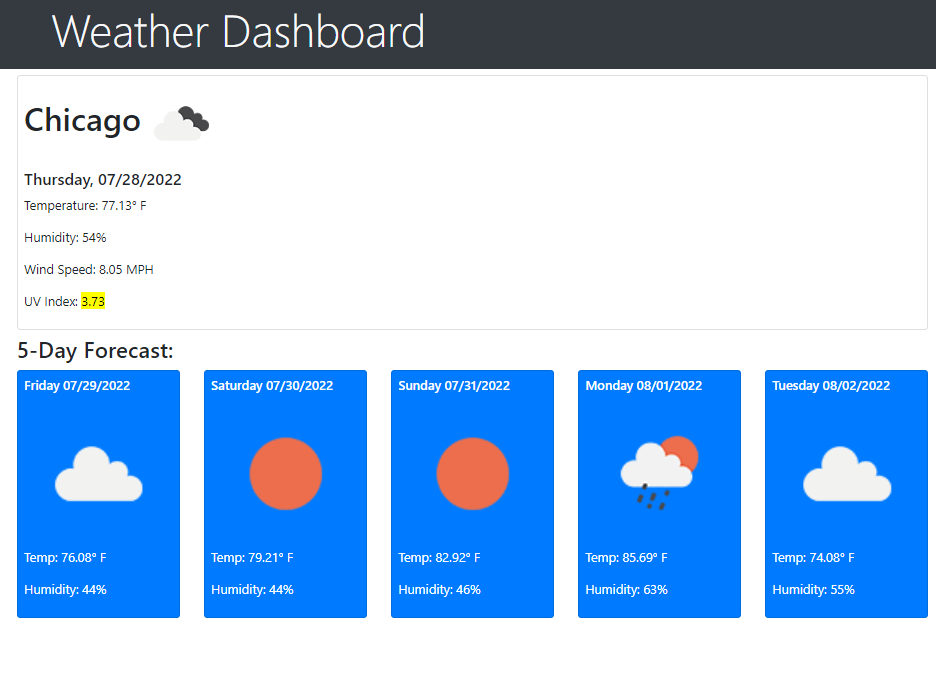 Weather Dashboard
Chicago
Thursday, 07/28/2022
Temperature: 77.13° F
Humidity: 54%
Wind Speed: 8.05 MPH
UV Index: 3.73
5-Day Forecast:
Friday 07/29/2022
Temp: 76.08° F
Humidity: 44%
Saturday 07/30/2022
Temp: 79.21° F
Humidity: 44%
Sunday 07/31/2022
Temp: 82.92° F
Humidity: 46%
Monday 08/01/2022
Temp: 85.69° F
Humidity: 63%
Tuesday 08/02/2022
Temp: 74.08° F
Humidity: 55%